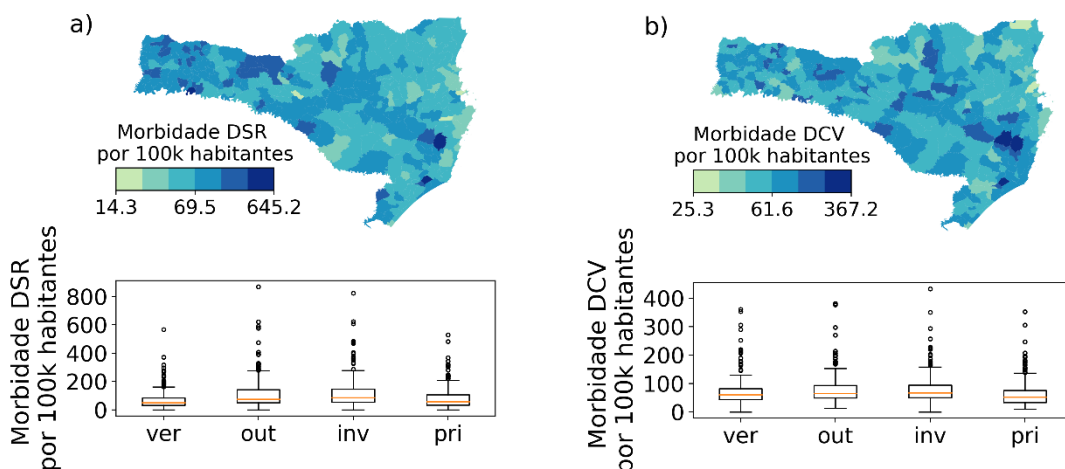 a)
Morbidade DSR
por 100k habitantes
14.3 69.5 645.2
Morbidade DSR
por 100k habitantes
800
600
400
200
0
ver out inv pri
b)
Morbidade DCV
por 100k habitantes
25.3 61.6 367.2
Morbidade DCV
por 100k habitantes
400
300
200
100
0
ver out inv pri